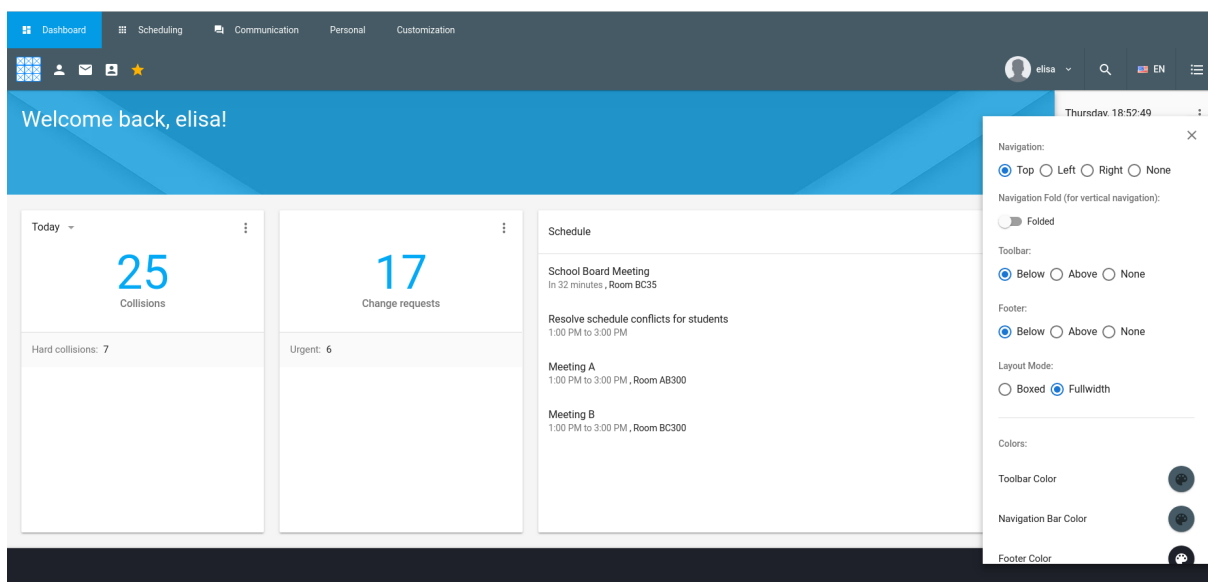 Dashboard
Scheduling
Communication
Personal
Customization
elisa
EN
Welcome back, elisa!
Thursday, 18:52:49
Today
25
Collisions
Hard collisions: 7
17
Change requests
Urgent: 6
Schedule
School Board Meeting
In 32 minutes , Room BC35
Resolve schedule conflicts for students
1:00 PM to 3:00 PM
Meeting A
1:00 PM to 3:00 PM , Room AB300
Meeting B
1:00 PM to 3:00 PM , Room BC300
Navigation:
Top Left Right None
Navigation Fold (for vertical navigation):
Folded
Toolbar:
Below Above None
Footer:
Below Above None
Layout Mode:
Boxed Fullwidth
Colors:
Toolbar Color
Navigation Bar Color
Footer Color